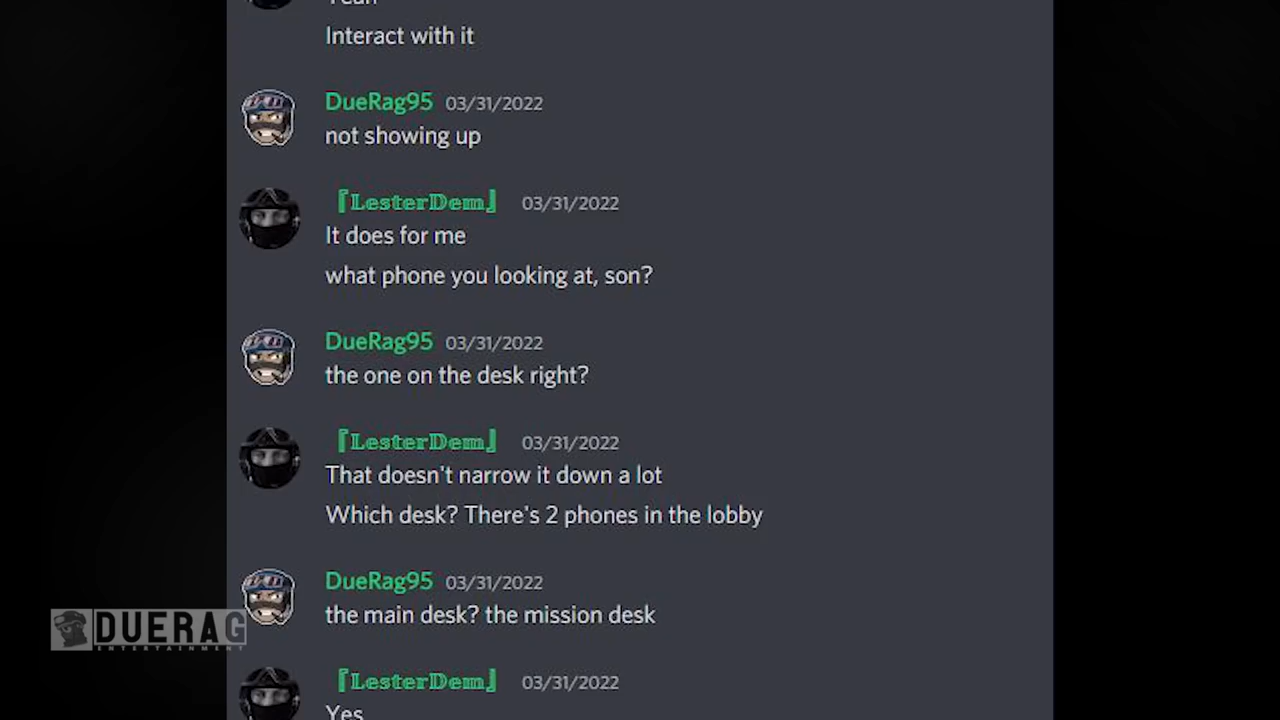 Yeah
Interact with it
DueRag95 03/31/2022
not showing up
『LesterDem』 03/31/2022
It does for me
what phone you looking at, son?
DueRag95 03/31/2022
the one on the desk right?
『LesterDem』 03/31/2022
That doesn't narrow it down a lot
Which desk? There's 2 phones in the lobby
DueRag95 03/31/2022
the main desk? the mission desk
DUERAG
ENTERTAINMENT
『LesterDem』 03/31/2022
Yes